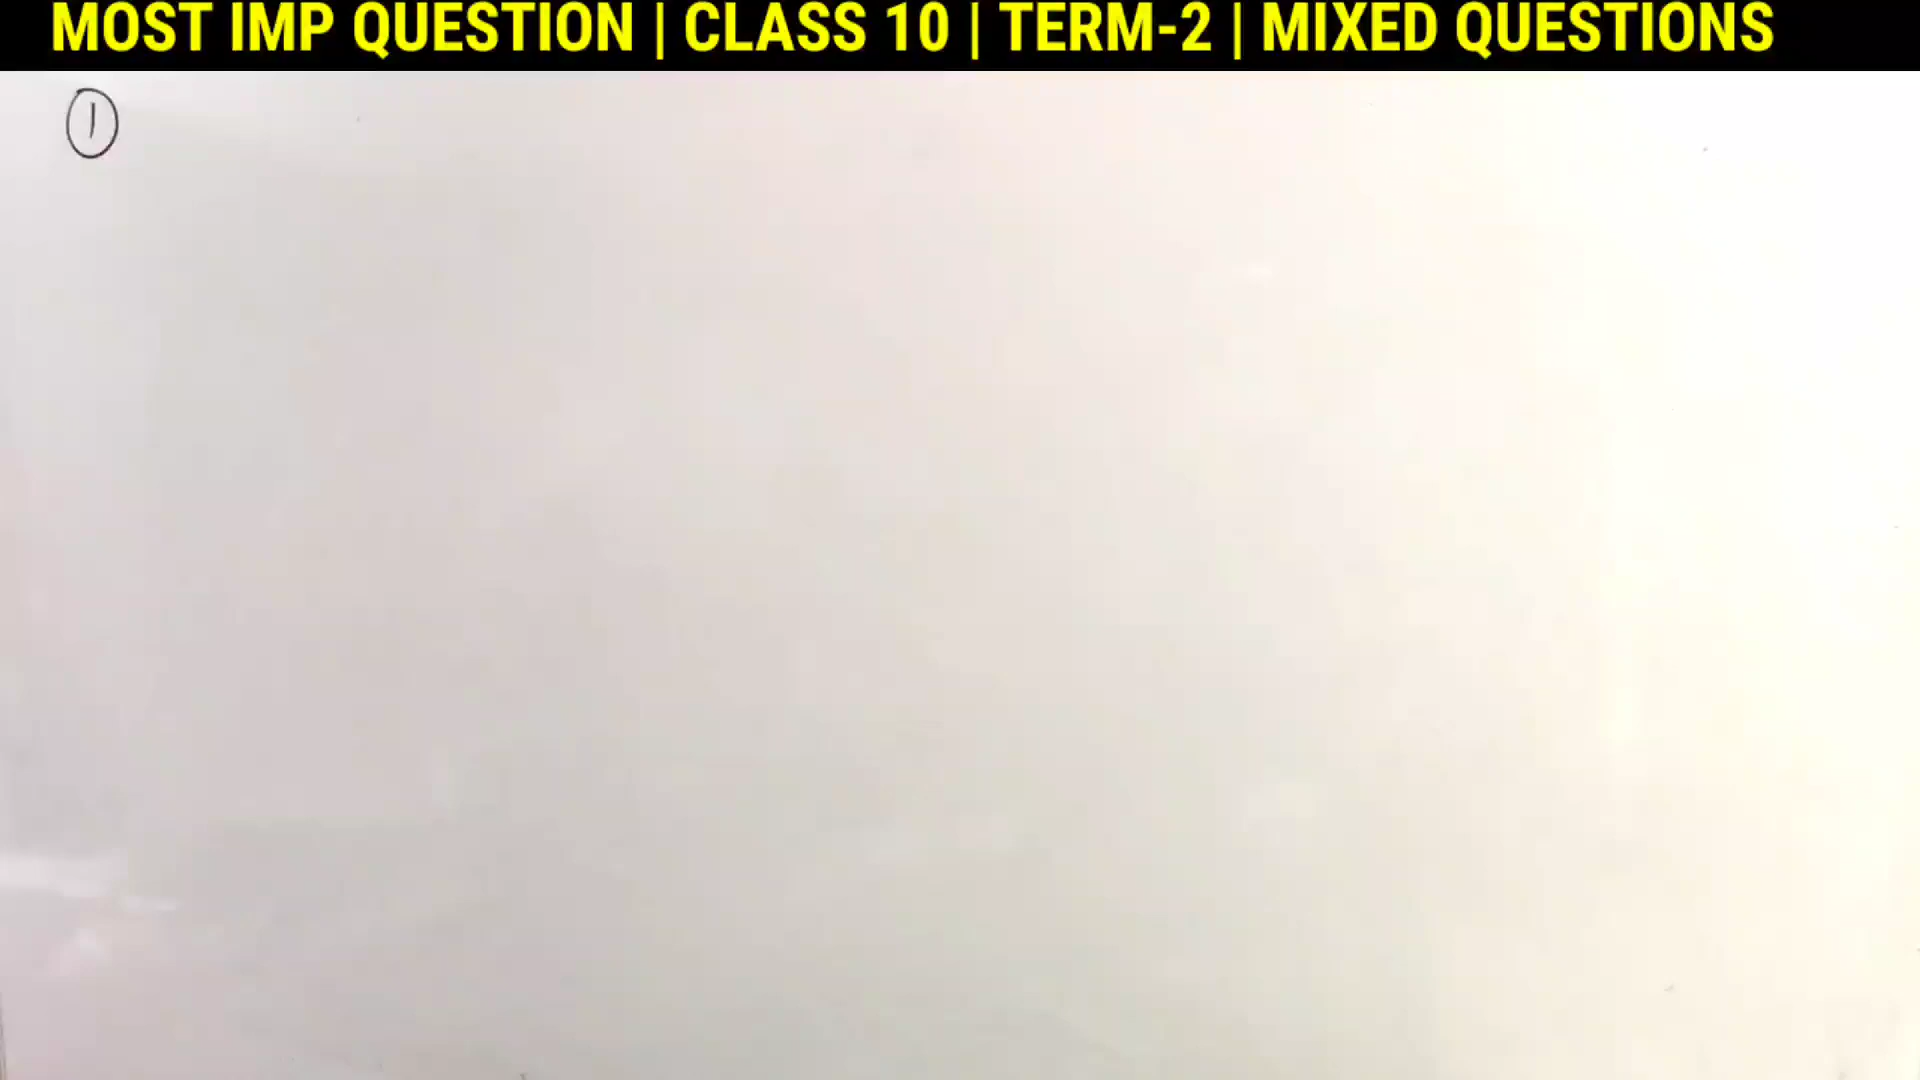 MOST IMP QUESTION | CLASS 10 | TERM-2 | MIXED QUESTIONS
1